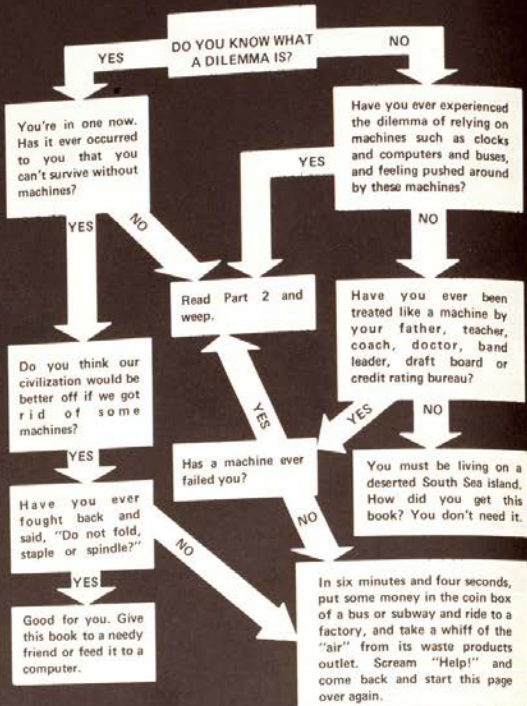 DO YOU KNOW WHAT
A DILEMMA IS?
YES
NO
You're in one now.
Has it ever occurred
to you that you
can't survive without
machines?
Have you ever experienced
the dilemma of relying on
machines such as clocks
and computers and buses,
and feeling pushed around
by these machines?
YES
YES
NO
NO
Read Part 2 and
weep.
Have you ever been
treated like a machine by
your father, teacher,
coach, doctor, band
leader, draft board or
credit rating bureau?
Do you think our
civilization would be
better off if we got
rid of some
machines?
YES
YES
NO
YES
Has a machine ever
failed you?
You must be living on a
deserted South Sea island.
How did you get this
book? You don't need it.
Have you ever
fought back and
said, "Do not fold,
staple or spindle?"
NO
NO
YES
In six minutes and four seconds,
put some money in the coin box
of a bus or subway and ride to a
factory, and take a whiff of the
"air" from its waste products
outlet. Scream "Help!" and
come back and start this page
over again.
Good for you. Give
this book to a needy
friend or feed it to a
computer.